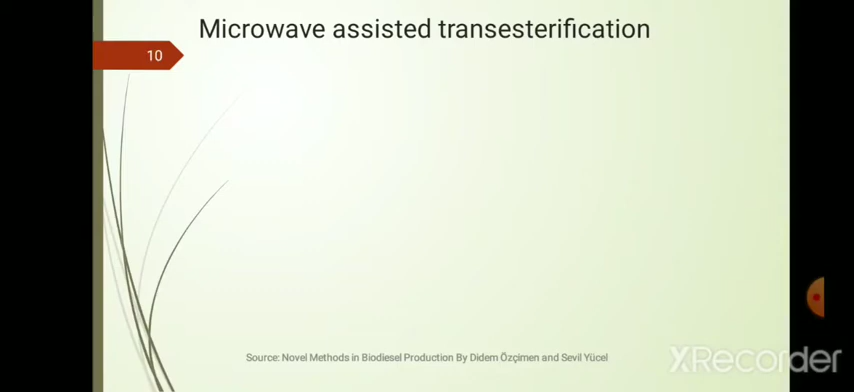 Microwave assisted transesterification
10
Source: Novel Methods in Biodiesel Production By Didem Özçimen and Sevil Yücel
XRecorder